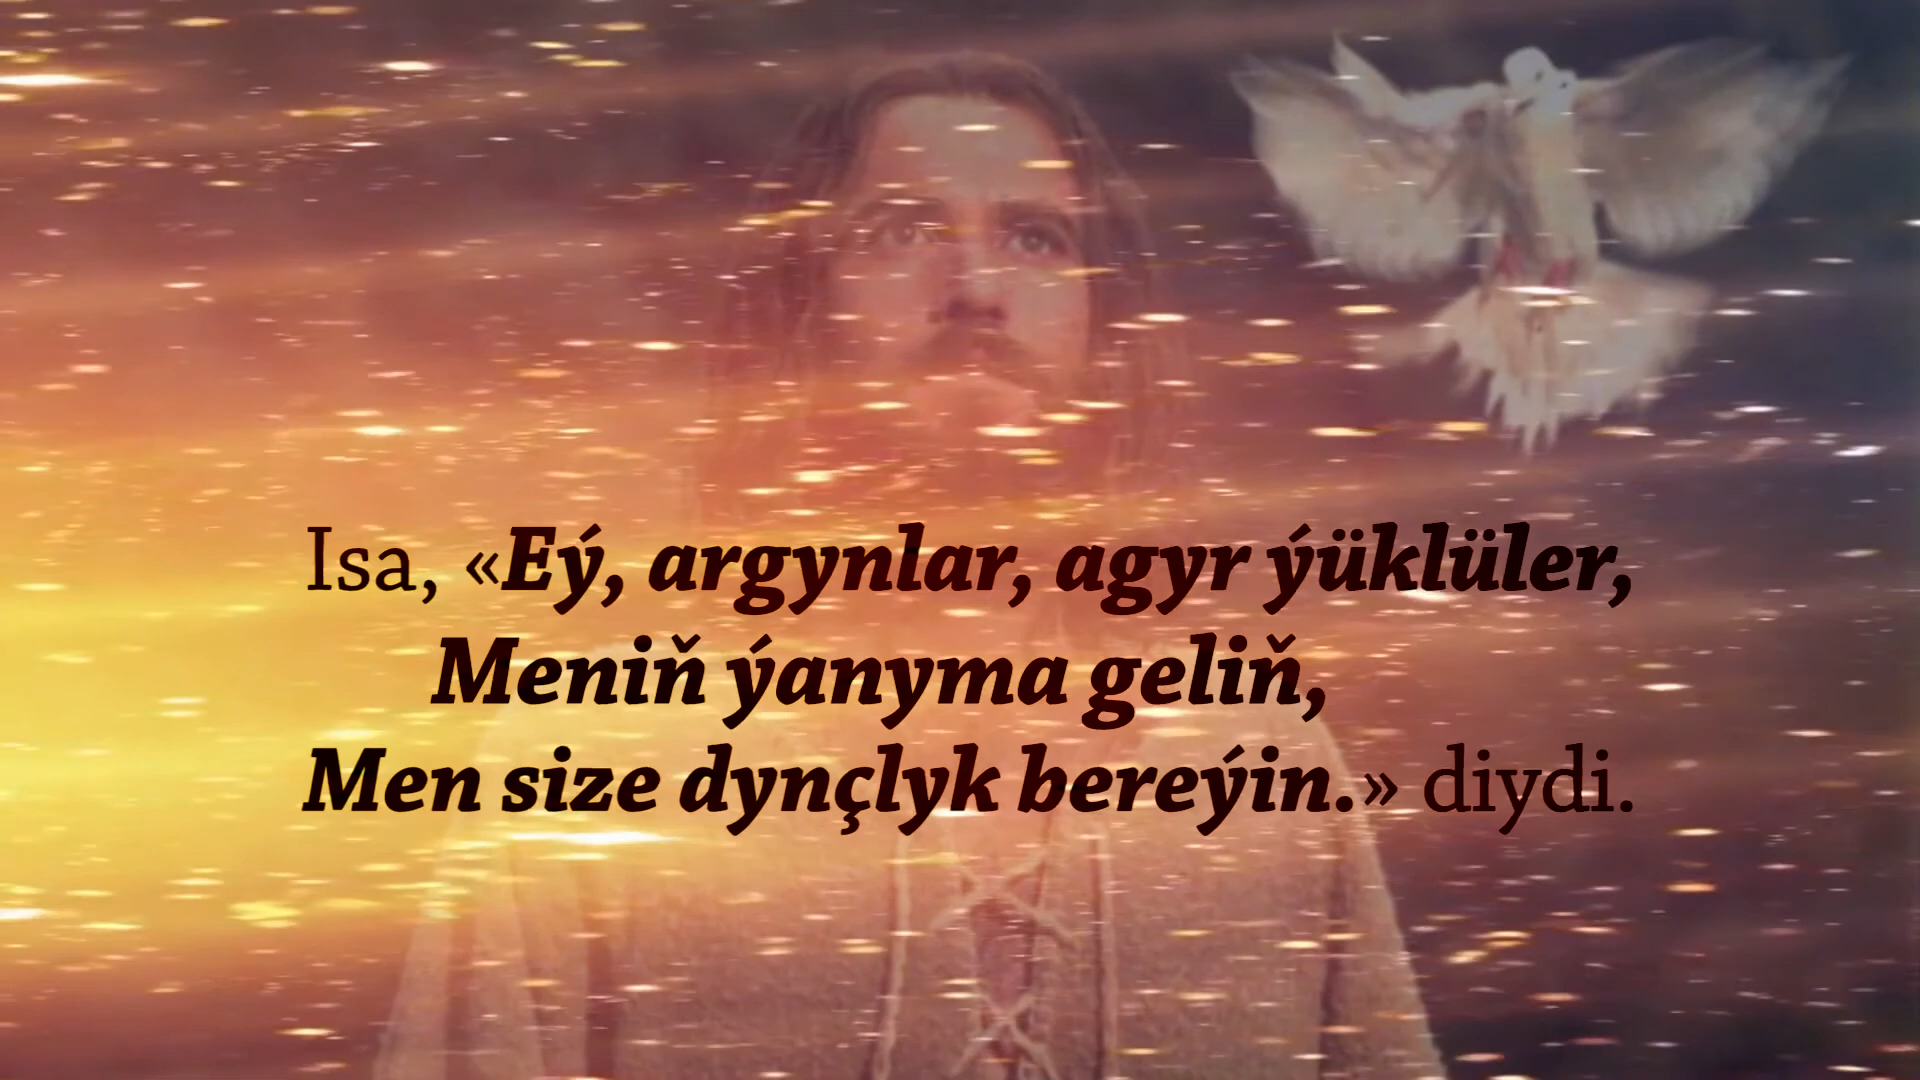 Isa, «Eý, argynlar, agyr ýüklüler,
Meniň ýanyma geliň,
Men size dynçlyk bereýin.» diydi.